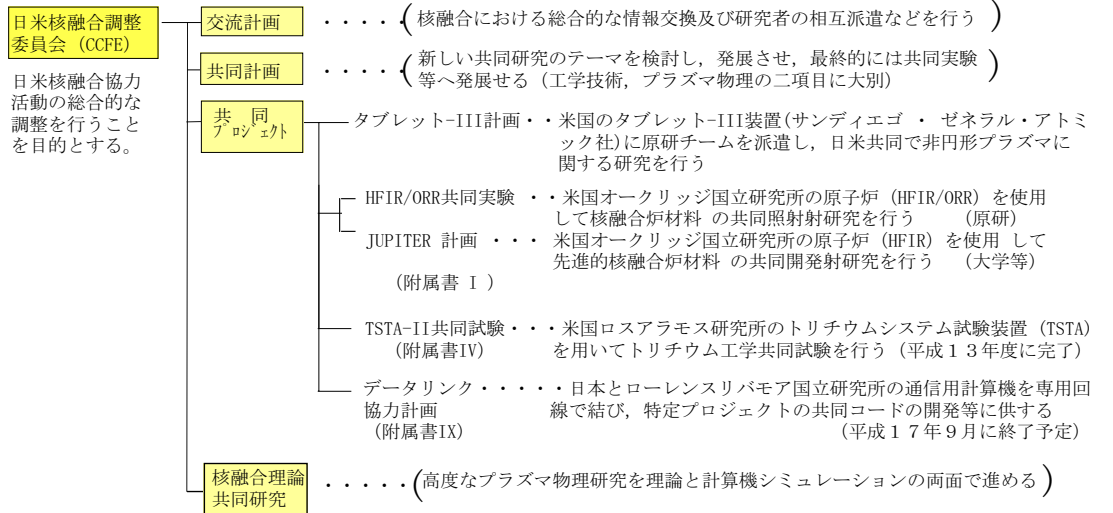 日米核融合調整
委員会 (CCFE)
日米核融合協力
活動の総合的な
調整を行うこと
を目的とする。
交流計画 ・・・・・(核融合における総合的な情報交換及び研究者の相互派遣などを行う)
共同計画 ・・・・・(新しい共同研究のテーマを検討し，発展させ，最終的には共同実験
等へ発展せる（工学技術，プラズマ物理の二項目に大別)
共 同
プロジェクト
タブレット-III計画・・米国のタブレット-III装置(サンディエゴ ・ ゼネラル・アトミ
ック社)に原研チームを派遣し，日米共同で非円形プラズマに
関する研究を行う
HFIR/ORR共同実験 ・・米国オークリッジ国立研究所の原子炉（HFIR/ORR）を使用
して核融合炉材料 の共同照射射研究を行う （原研）
JUPITER 計画 ・・・ 米国オークリッジ国立研究所の原子炉（HFIR）を使用 して
先進的核融合炉材料 の共同開発射研究を行う （大学等）
(附属書 I )
TSTA-II共同試験・・・米国ロスアラモス研究所のトリチウムシステム試験装置（TSTA)
(附属書IV) を用いてトリチウム工学共同試験を行う（平成１３年度に完了）
データリンク・・・・・日本とローレンスリバモア国立研究所の通信用計算機を専用回
協力計画 線で結び，特定プロジェクトの共同コードの開発等に供する
(附属書IX) (平成１７年９月に終了予定)
核融合理論
共同研究
・・・・・(高度なプラズマ物理研究を理論と計算機シミュレーションの両面で進める)